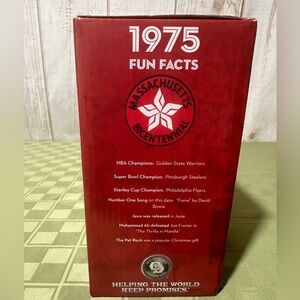 1975
FUN FACTS
MASSACHUSETTS
BICENTENNIAL
NBA Champions: Golden State Warriors
Super Bowl Champion: Pittsburgh Steelers
Stanley Cup Champion: Philadelphia Flyers
Number One Song on this date: "Fame" by David
Bowie
Jaws was released in June
Muhammad Ali defeated Joe Frazier in
"The Thrilla in Manilla"
The Pet Rock was a popular Christmas gift
HELPING THE WORLD
KEEP PROMISES.